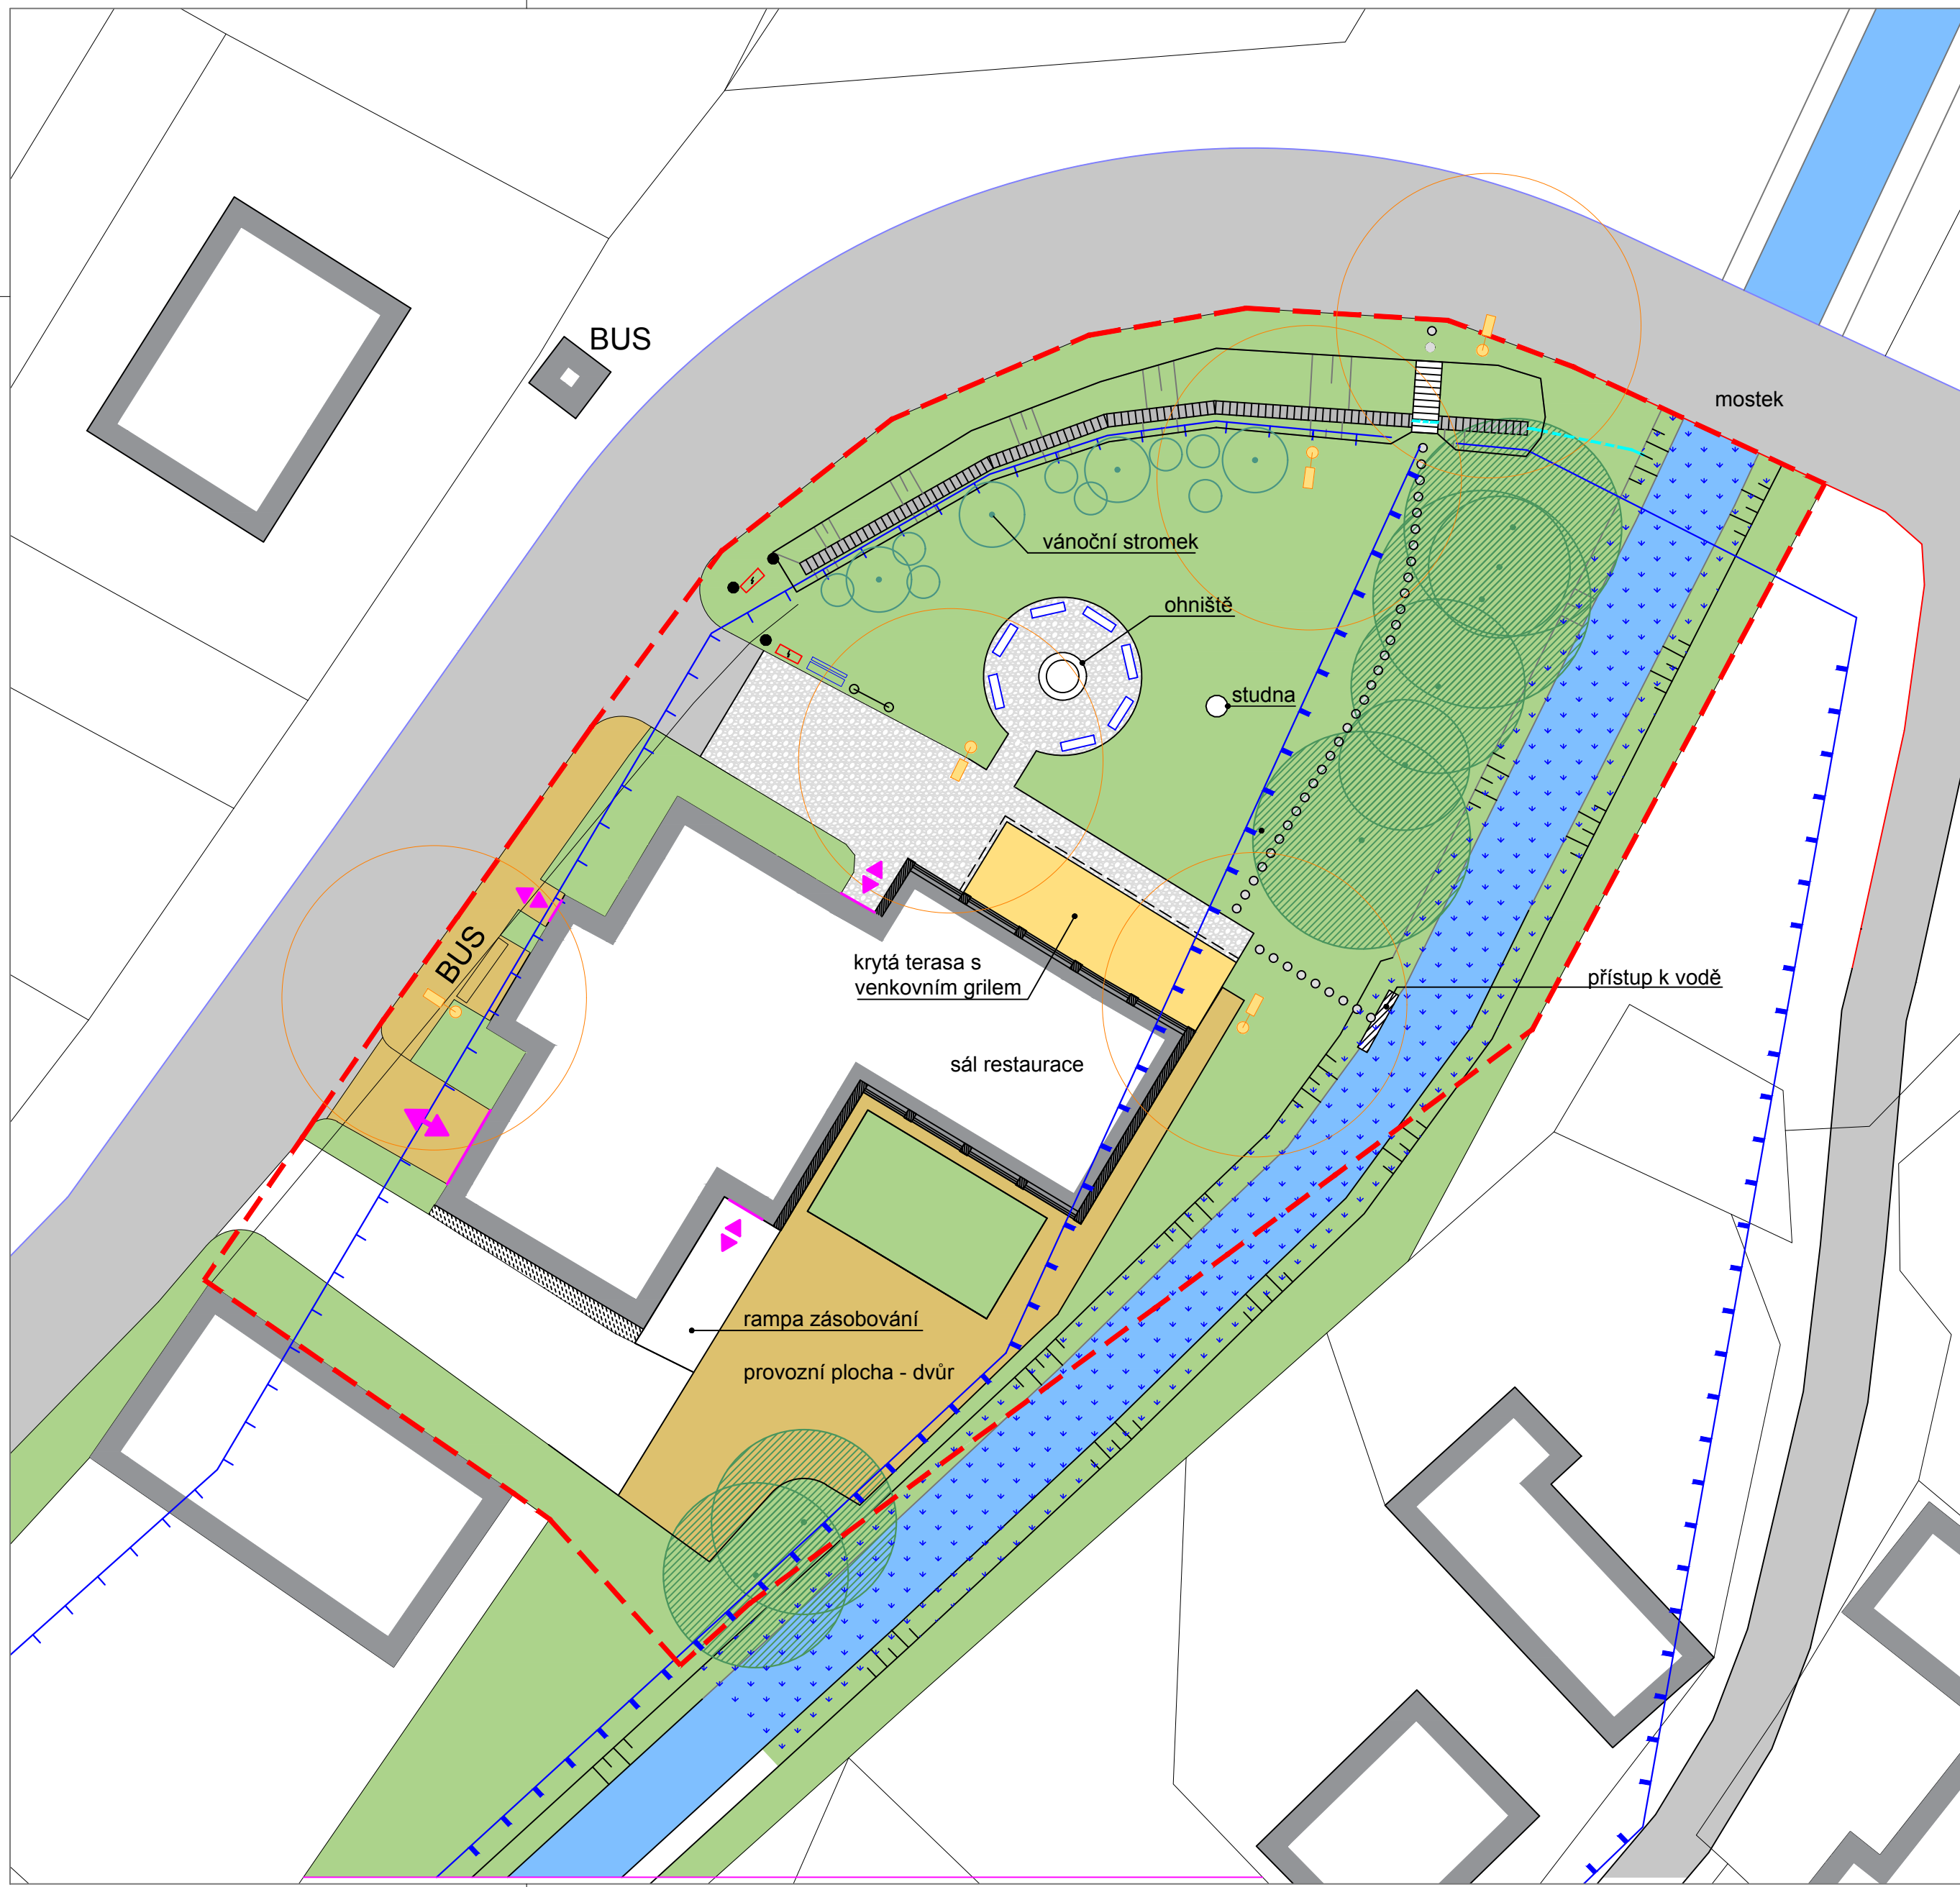 BUS
mostek
vánoční stromek
ohniště
studna
BUS
krytá terasa s
venkovním grilem
přístup k vodě
sál restaurace
rampa zásobování
provozní plocha - dvůr